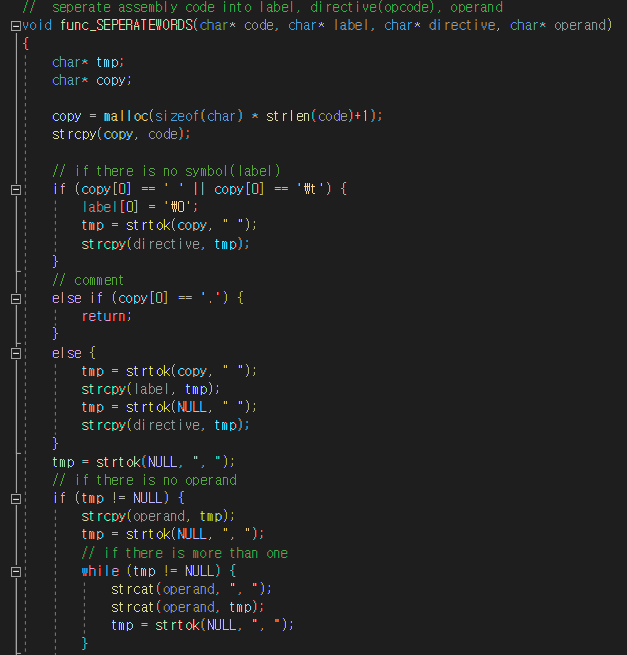 // seperate assembly code into label, directive(opcode), operand
void func_SEPERATEWORDS(char* code, char* label, char* directive, char* operand)
{
char* tmp;
char* copy;
copy = malloc(sizeof(char) * strlen(code)+1);
strcpy(copy, code);
// if there is no symbol(label)
if (copy[0] == ' ' || copy[0] == '₩t') {
label[0] = '₩0';
tmp = strtok(copy, " ");
strcpy(directive, tmp);
}
// comment
else if (copy[0] == '.') {
return;
}
else {
tmp = strtok(copy, " ");
strcpy(label, tmp);
tmp = strtok(NULL, " ");
strcpy(directive, tmp);
}
tmp = strtok(NULL, ", ");
// if there is no operand
if (tmp != NULL) {
strcpy(operand, tmp);
tmp = strtok(NULL, ", ");
// if there is more than one
while (tmp != NULL) {
strcat(operand, ", ");
strcat(operand, tmp);
tmp = strtok(NULL, ", ");
}